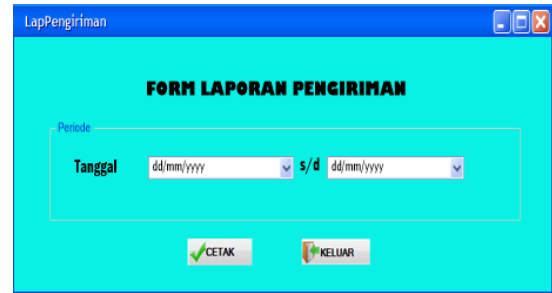 LapPengiriman
FORM LAPORAN PENGIRIMAN
Periode
Tanggal dd/mm/yyyy s/d dd/mm/yyyy
CETAK KELUAR